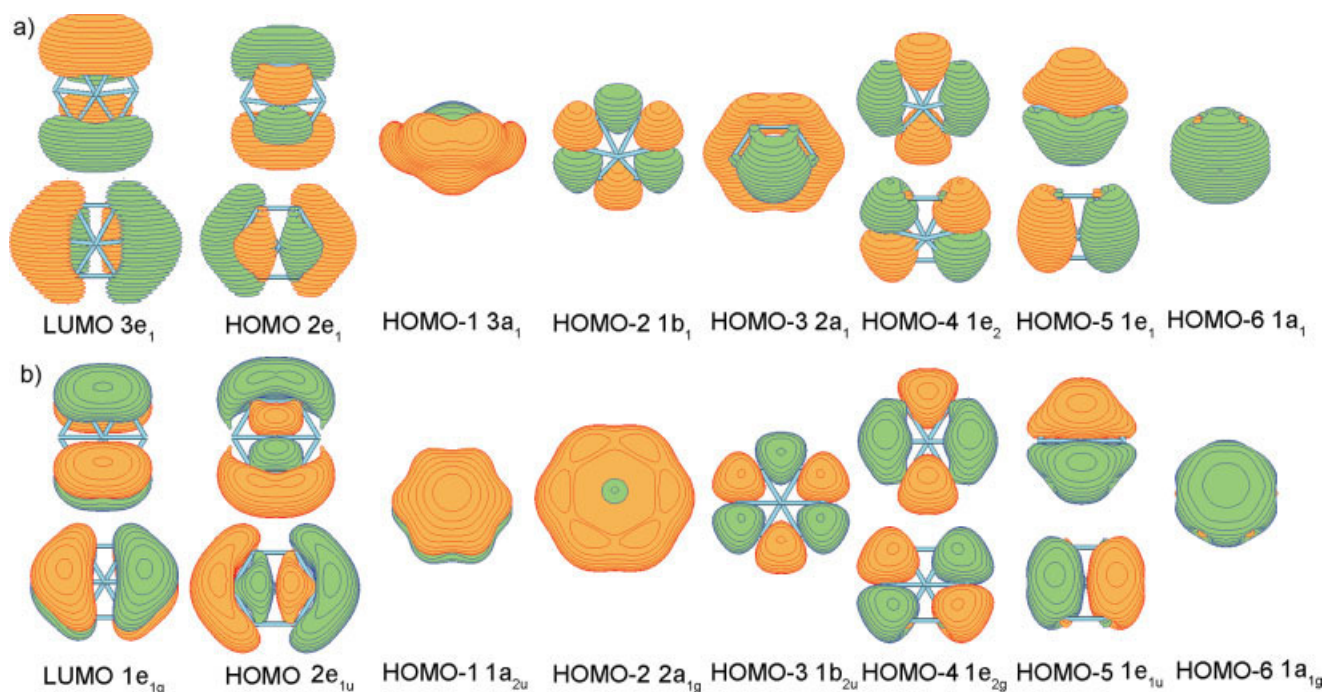 a)
LUMO 3e₁ HOMO 2e₁ HOMO-1 3a₁ HOMO-2 1b₁ HOMO-3 2a₁ HOMO-4 1e₂ HOMO-5 1e₁ HOMO-6 1a₁
b)
LUMO 1e₁g HOMO 2e₁u HOMO-1 1a₂u HOMO-2 2a₁g HOMO-3 1b₂u HOMO-4 1e₂g HOMO-5 1e₁u HOMO-6 1a₁g